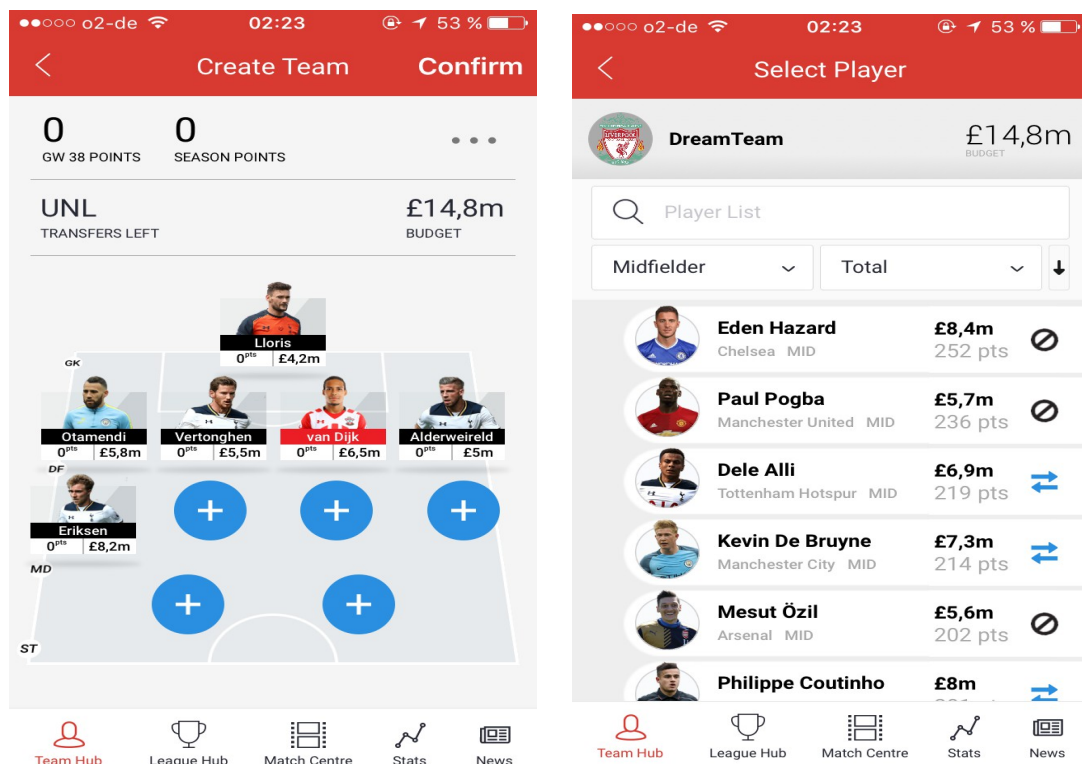 o2-de 02:23 53 %
Create Team Confirm
0 0
GW 38 POINTS SEASON POINTS
UNL £14,8m
TRANSFERS LEFT BUDGET
Lloris
0pts £4,2m
GK
Otamendi Vertonghen van Dijk Alderweireld
0pts £5,8m 0pts £5,5m 0pts £6,5m 0pts £5m
DF
Eriksen
0pts £8,2m
MD
ST
Team Hub League Hub Match Centre Stats News
o2-de 02:23 53 %
Select Player
DreamTeam £14,8m
BUDGET
Player List
Midfielder Total
Eden Hazard £8,4m
Chelsea MID 252 pts
Paul Pogba £5,7m
Manchester United MID 236 pts
Dele Alli £6,9m
Tottenham Hotspur MID 219 pts
Kevin De Bruyne £7,3m
Manchester City MID 214 pts
Mesut Özil £5,6m
Arsenal MID 202 pts
Philippe Coutinho £8m
Team Hub League Hub Match Centre Stats News